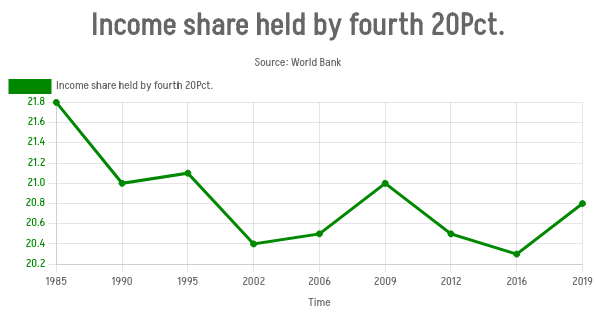 Income share held by fourth 20Pct.
Source: World Bank
Income share held by fourth 20Pct.
21.8
21.6
21.4
21.2
21.0
20.8
20.6
20.4
20.2
1985 1990 1995 2002 2006 2009 2012 2016 2019
Time